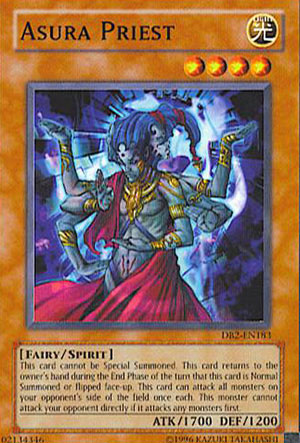 ASURA PRIEST
光
DB2-EN183
[FAIRY/SPIRIT]
This card cannot be Special Summoned. This card returns to the
owner's hand during the End Phase of the turn that this card is Normal
Summoned or flipped face-up. This card can attack all monsters on
your opponent's side of the field once each. This monster cannot
attack your opponent directly if it attacks any monsters first.
ATK/1700 DEF/1200
02134346
©1996 KAZUKI TAKAHASHI